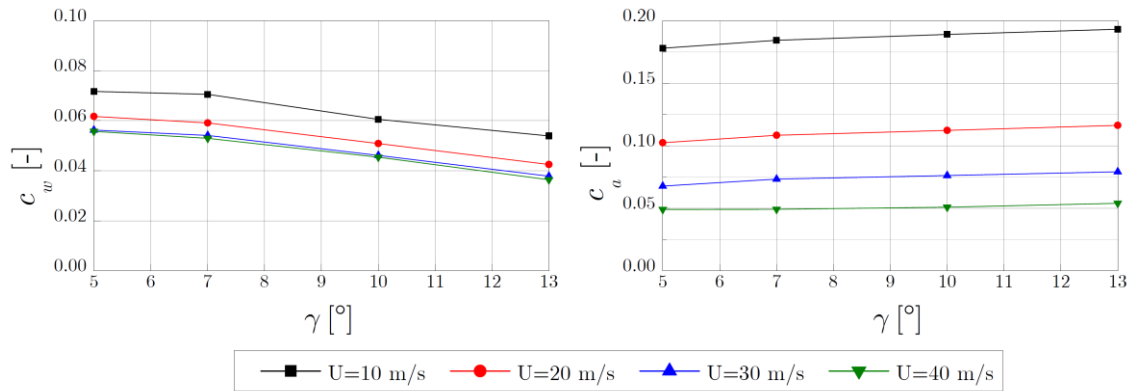 0.10
0.08
0.06
0.04
0.02
0.00
c_w [-]
5 6 7 8 9 10 11 12 13
γ [°]
0.20
0.15
0.10
0.05
0.00
c_a [-]
5 6 7 8 9 10 11 12 13
γ [°]
U=10 m/s U=20 m/s U=30 m/s U=40 m/s